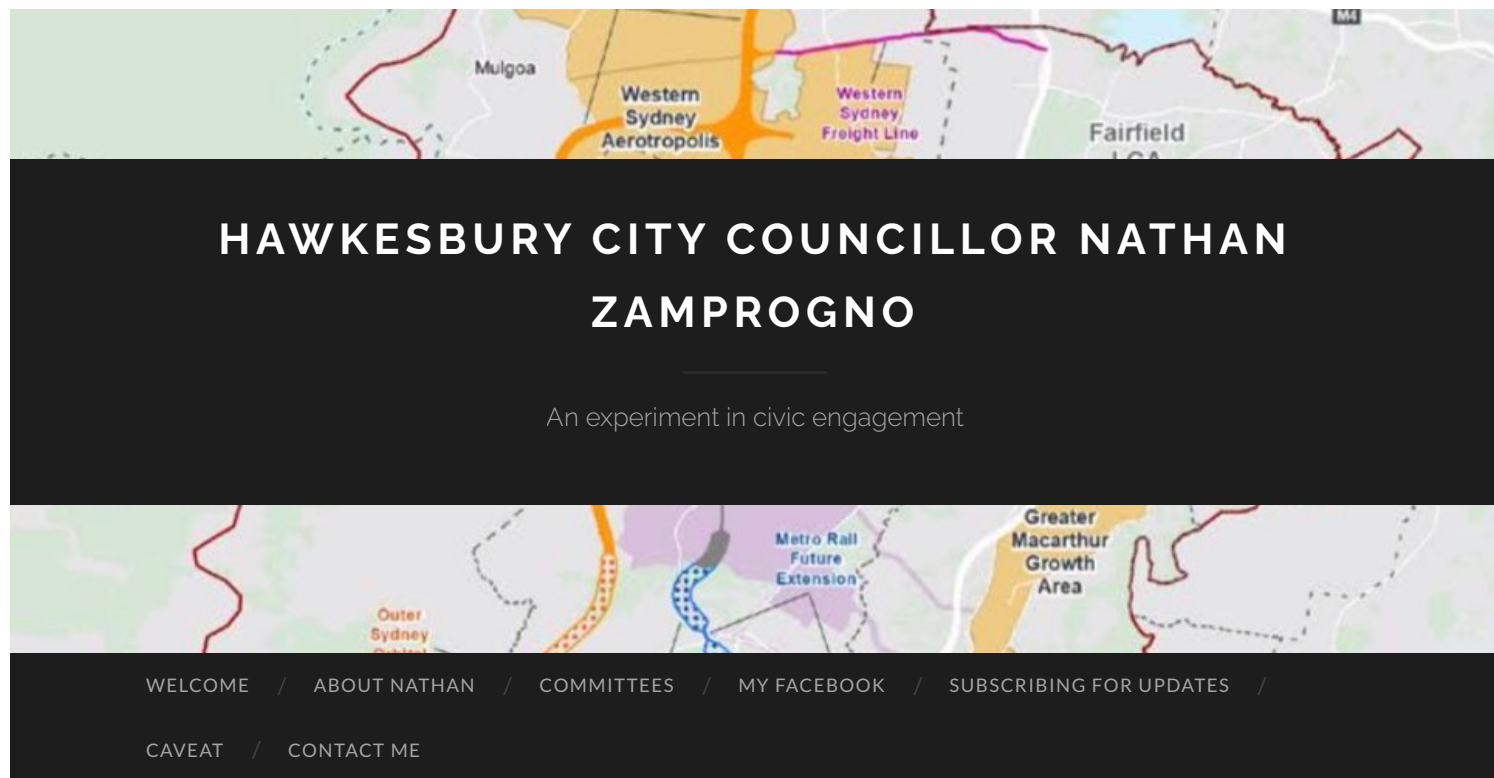 M4
Mulgoa
Western
Sydney
Aerotropolis
Western
Sydney
Freight Line
Fairfield
LGA
HAWKESBURY CITY COUNCILLOR NATHAN
ZAMPROGNO
An experiment in civic engagement
Greater
Macarthur
Growth
Area
Metro Rail
Future
Extension
Outer
Sydney
Orbital
WELCOME / ABOUT NATHAN / COMMITTEES / MY FACEBOOK / SUBSCRIBING FOR UPDATES /
CAVEAT / CONTACT ME